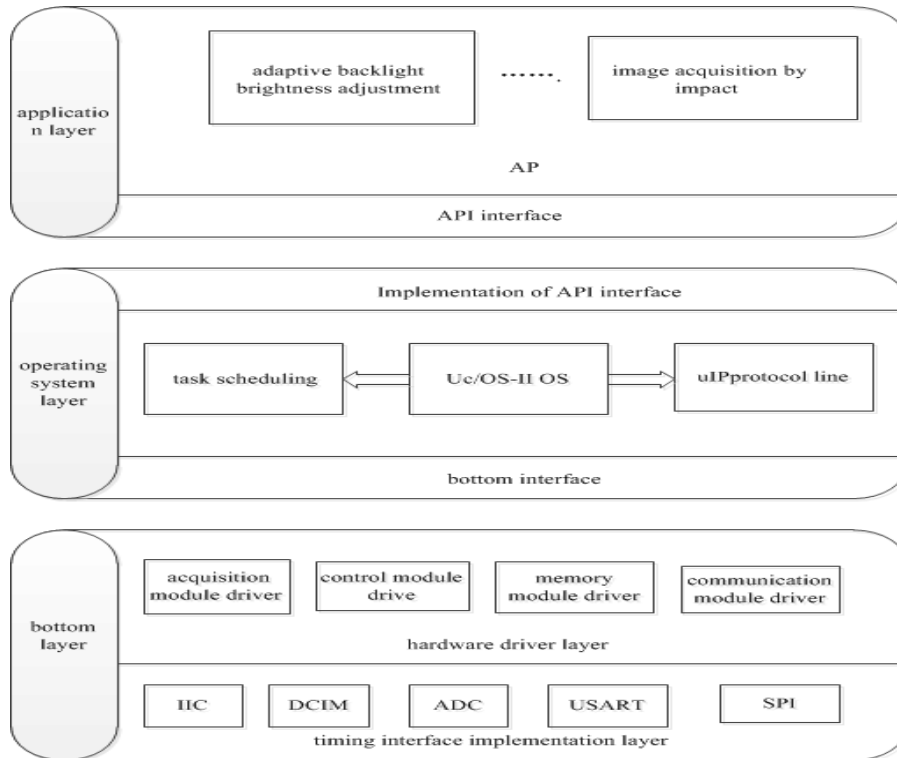 adaptive backlight
brightness adjustment
.......
image acquisition by
impact
applicatio
n layer
AP
API interface
Implementation of API interface
operating
system
layer
task scheduling
Uc/OS-II OS
uIPprotocol line
bottom interface
acquisition
module driver
control module
drive
memory
module driver
communication
module driver
bottom
layer
hardware driver layer
IIC
DCIM
ADC
USART
SPI
timing interface implementation layer